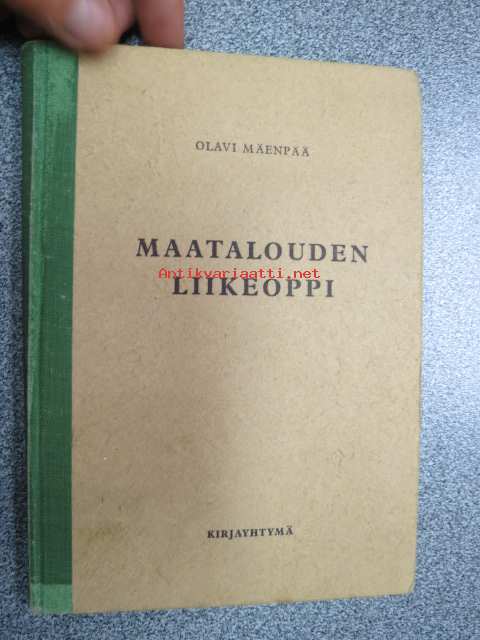 OLAVI MÄENPÄÄ
MAATALOUDEN
Antikvariaatti.net
LIIKEOPPI
KIRJAYHTYMÄ